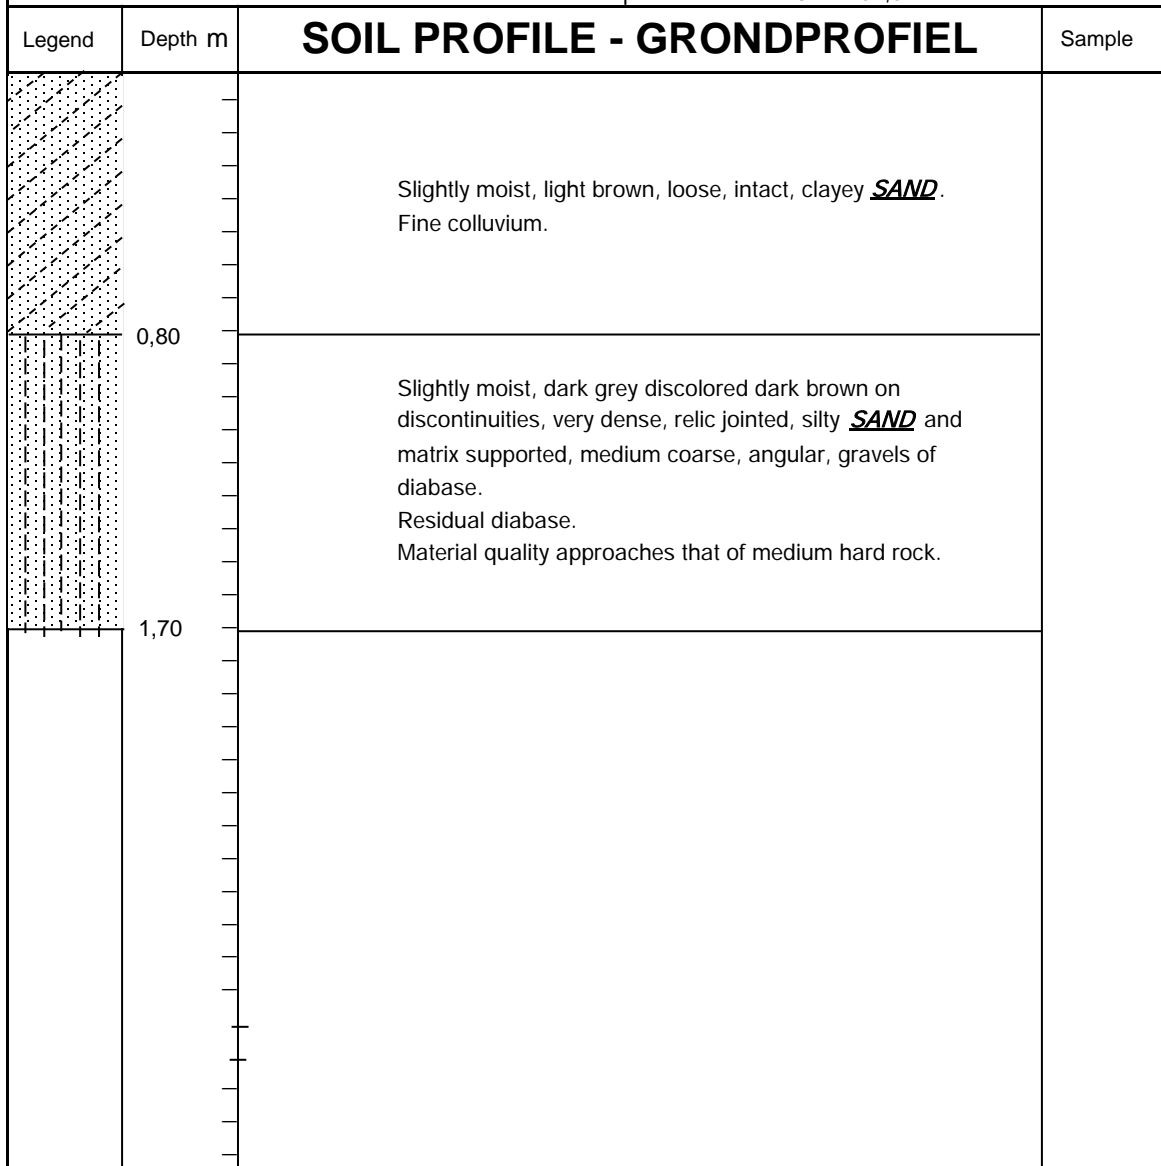 Legend Depth m SOIL PROFILE - GRONDPROFIEL Sample
Slightly moist, light brown, loose, intact, clayey SAND.
Fine colluvium.
0,80
Slightly moist, dark grey discolored dark brown on
discontinuities, very dense, relic jointed, silty SAND and
matrix supported, medium coarse, angular, gravels of
diabase.
Residual diabase.
Material quality approaches that of medium hard rock.
1,70